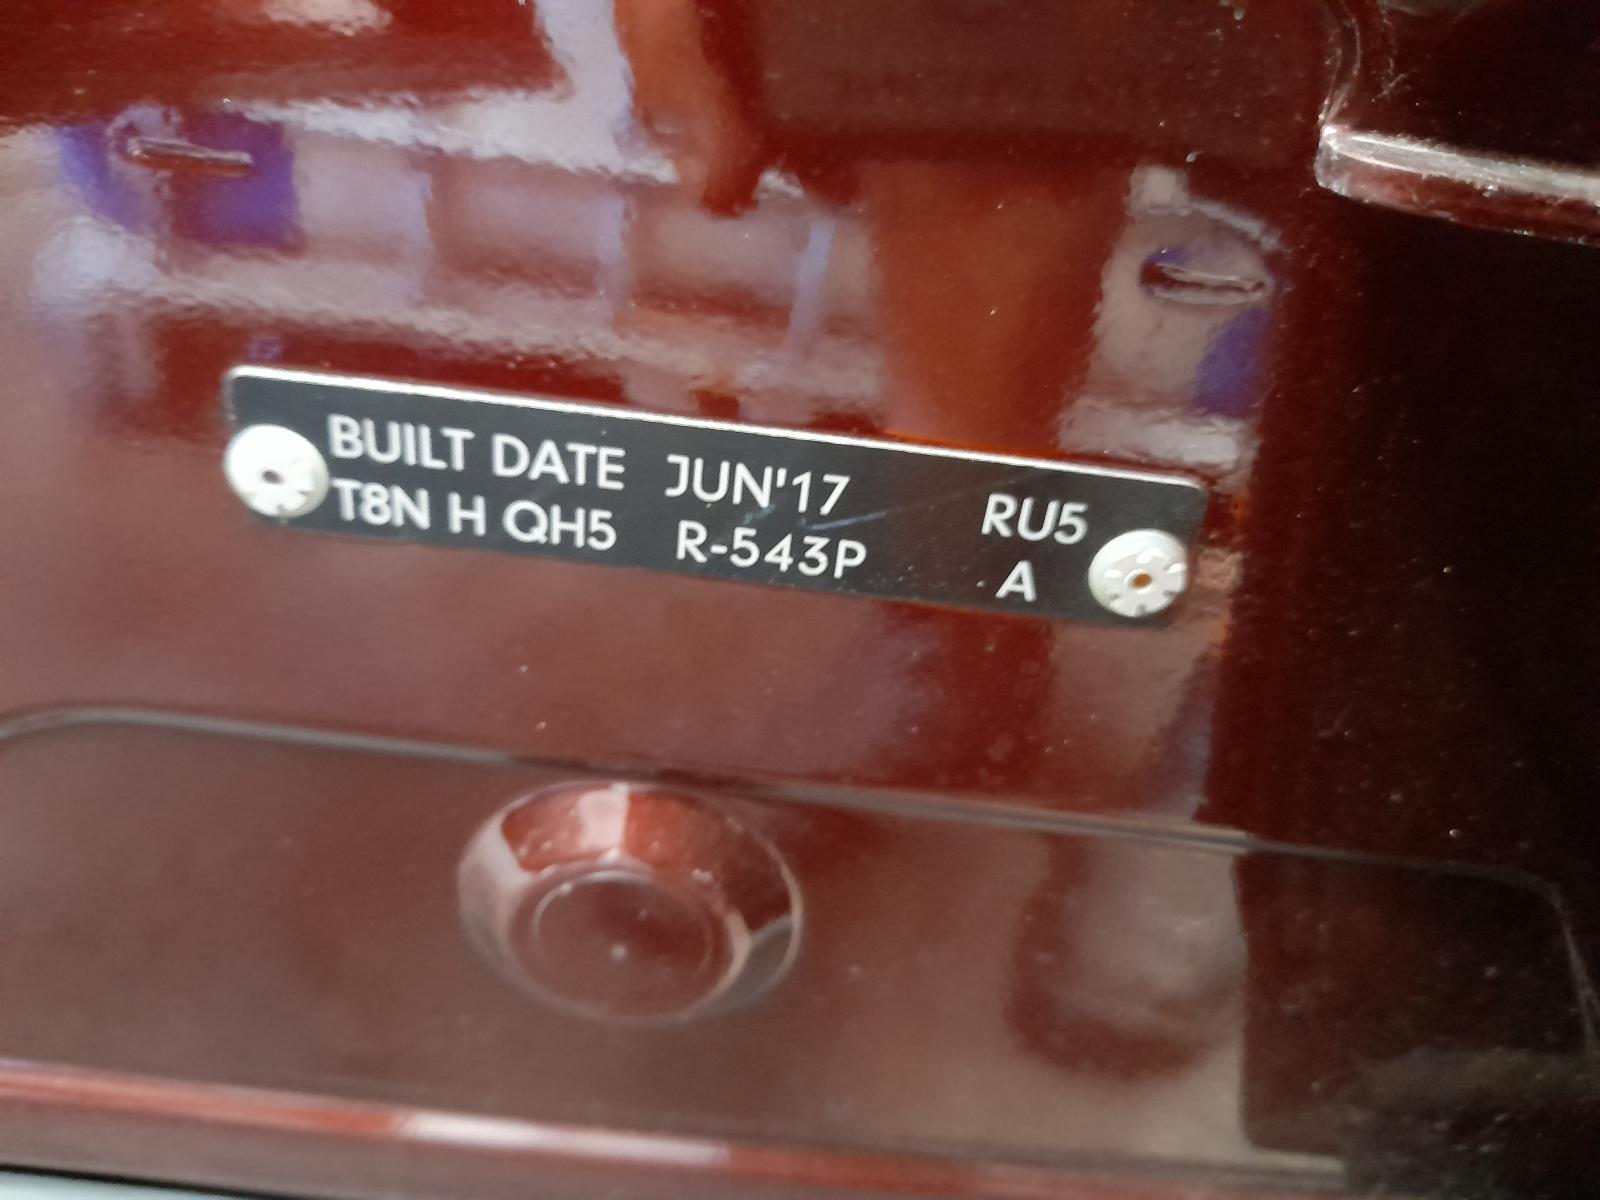 BUILT DATE JUN'17 RU5
T8N H QH5 R-543P A